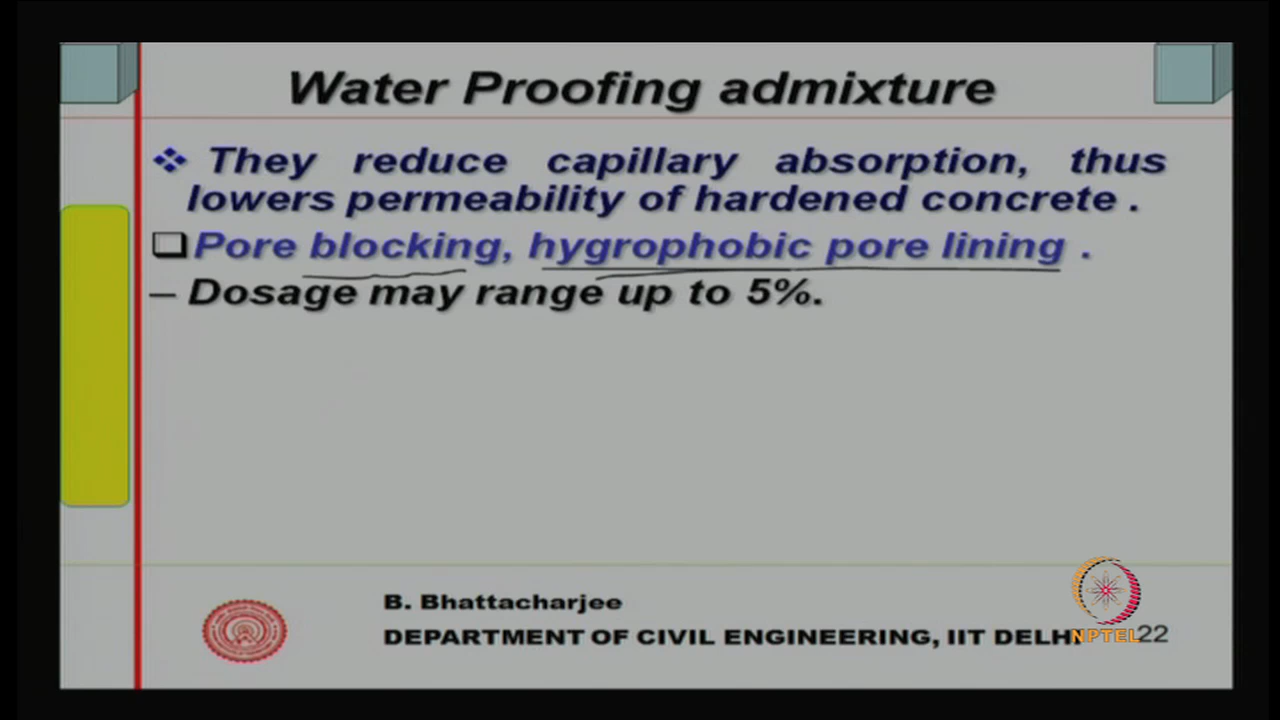 Water Proofing admixture
❖ They reduce capillary absorption, thus
lowers permeability of hardened concrete .
❑Pore blocking, hygrophobic pore lining .
– Dosage may range up to 5%.
B. Bhattacharjee
DEPARTMENT OF CIVIL ENGINEERING, IIT DELHI
NPTEL
22